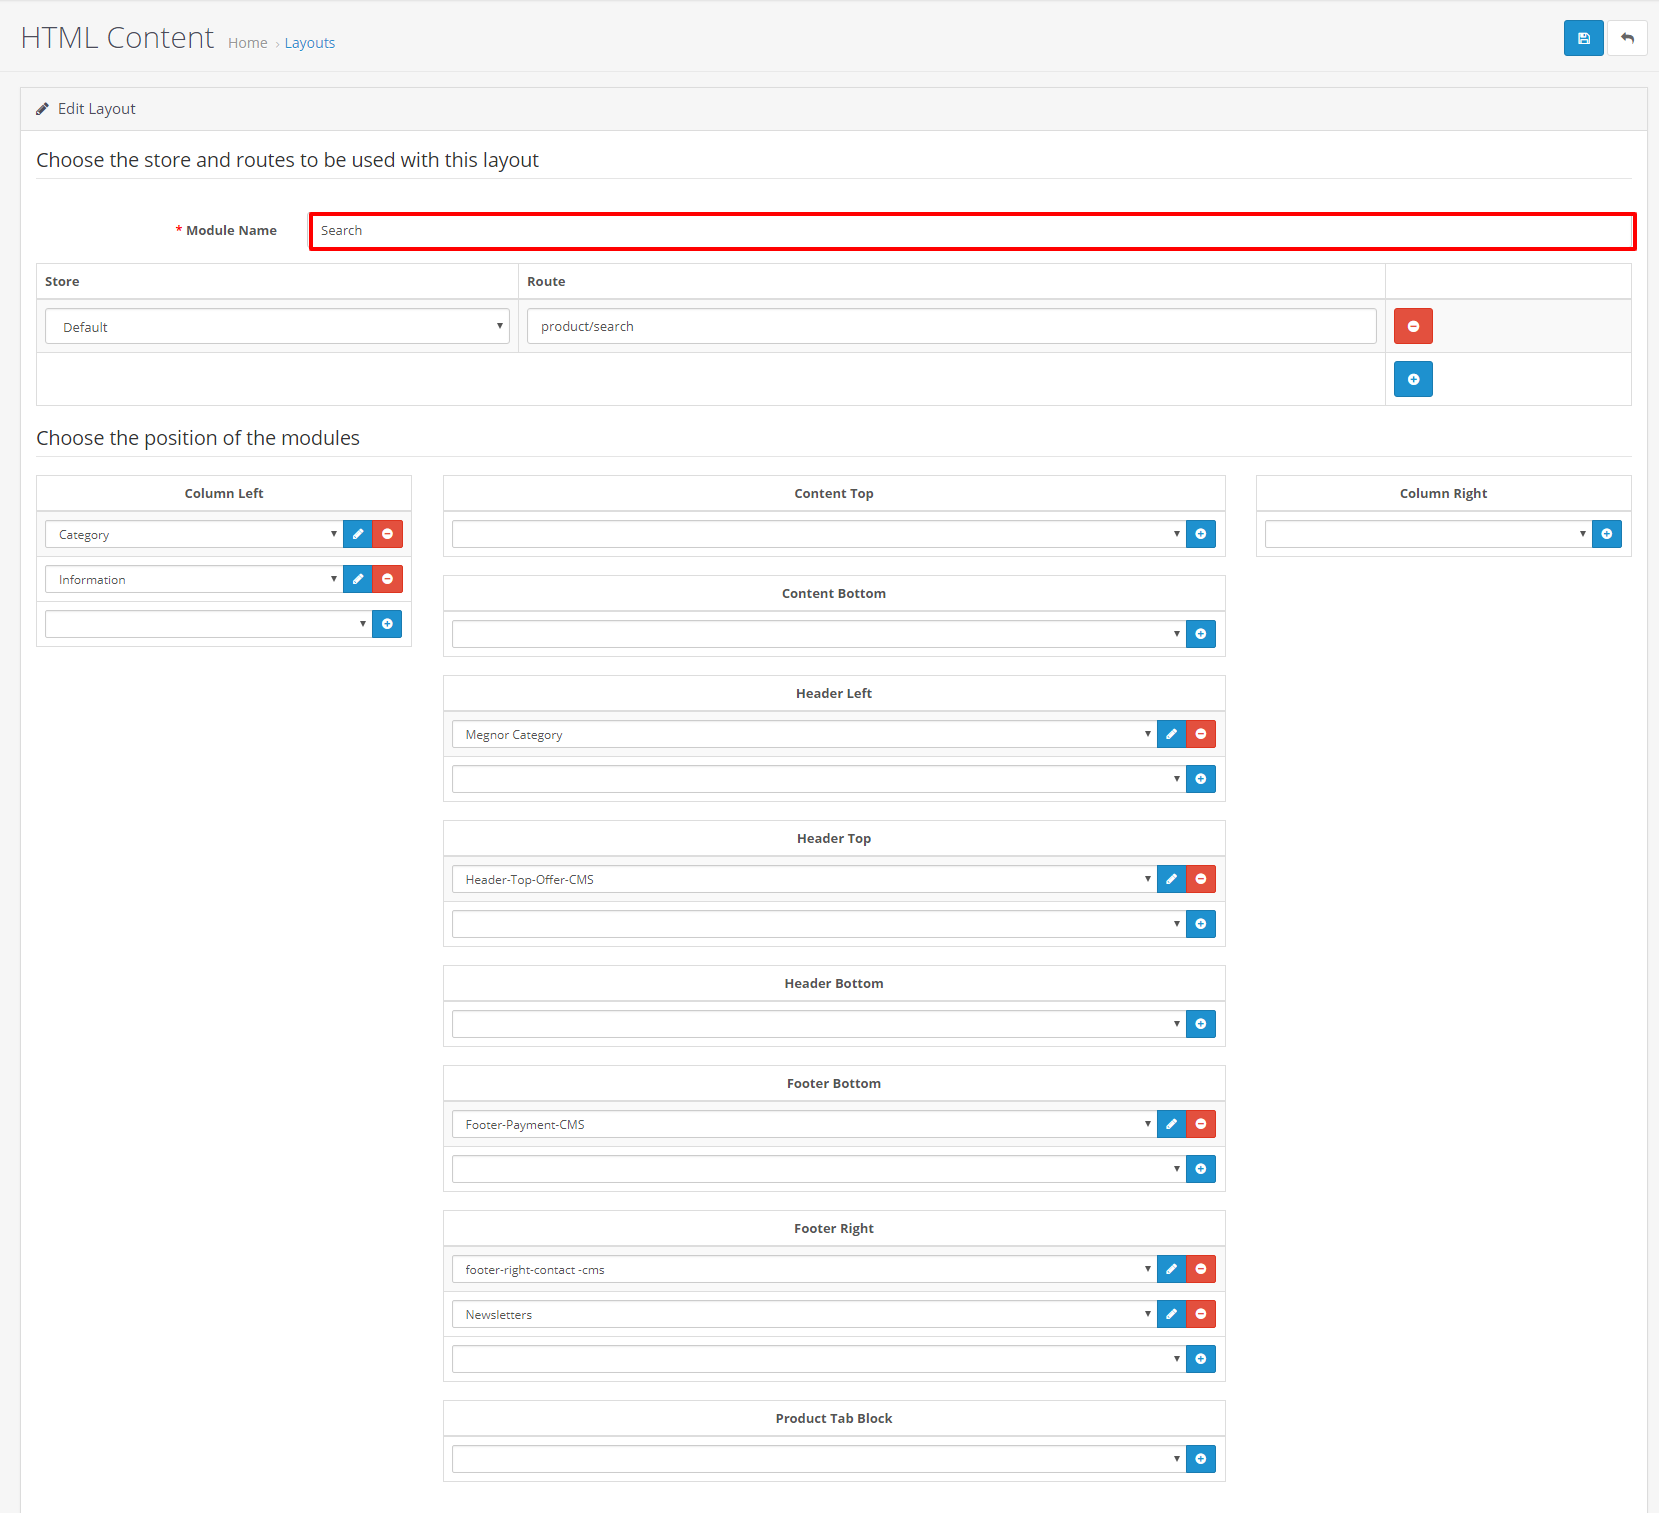 HTML Content Home › Layouts
Edit Layout
Choose the store and routes to be used with this layout
* Module Name Search
Store Route
Default product/search
Choose the position of the modules
Column Left
Category
Information
Content Top
Content Bottom
Header Left
Megnor Category
Header Top
Header-Top-Offer-CMS
Header Bottom
Footer Bottom
Footer-Payment-CMS
Footer Right
footer-right-contact -cms
Newsletters
Product Tab Block
Column Right